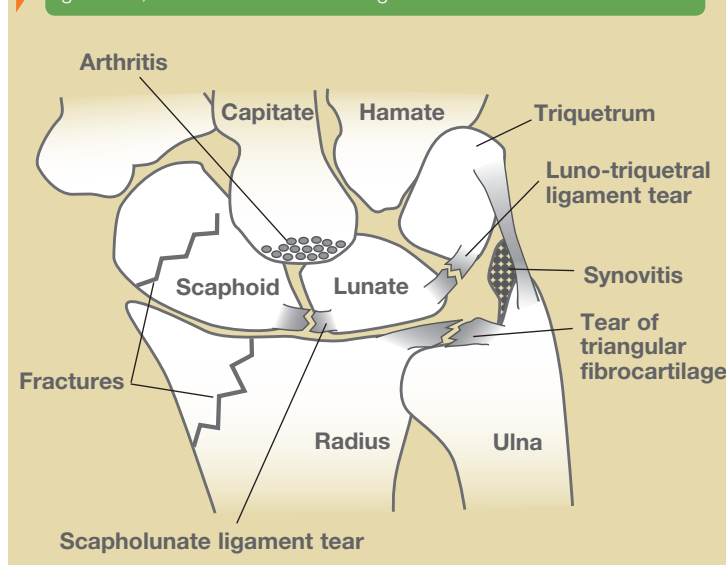 Arthritis
Capitate
Hamate
Triquetrum
Luno-triquetral
ligament tear
Scaphoid
Lunate
Synovitis
Tear of
triangular
fibrocartilage
Fractures
Radius
Ulna
Scapholunate ligament tear